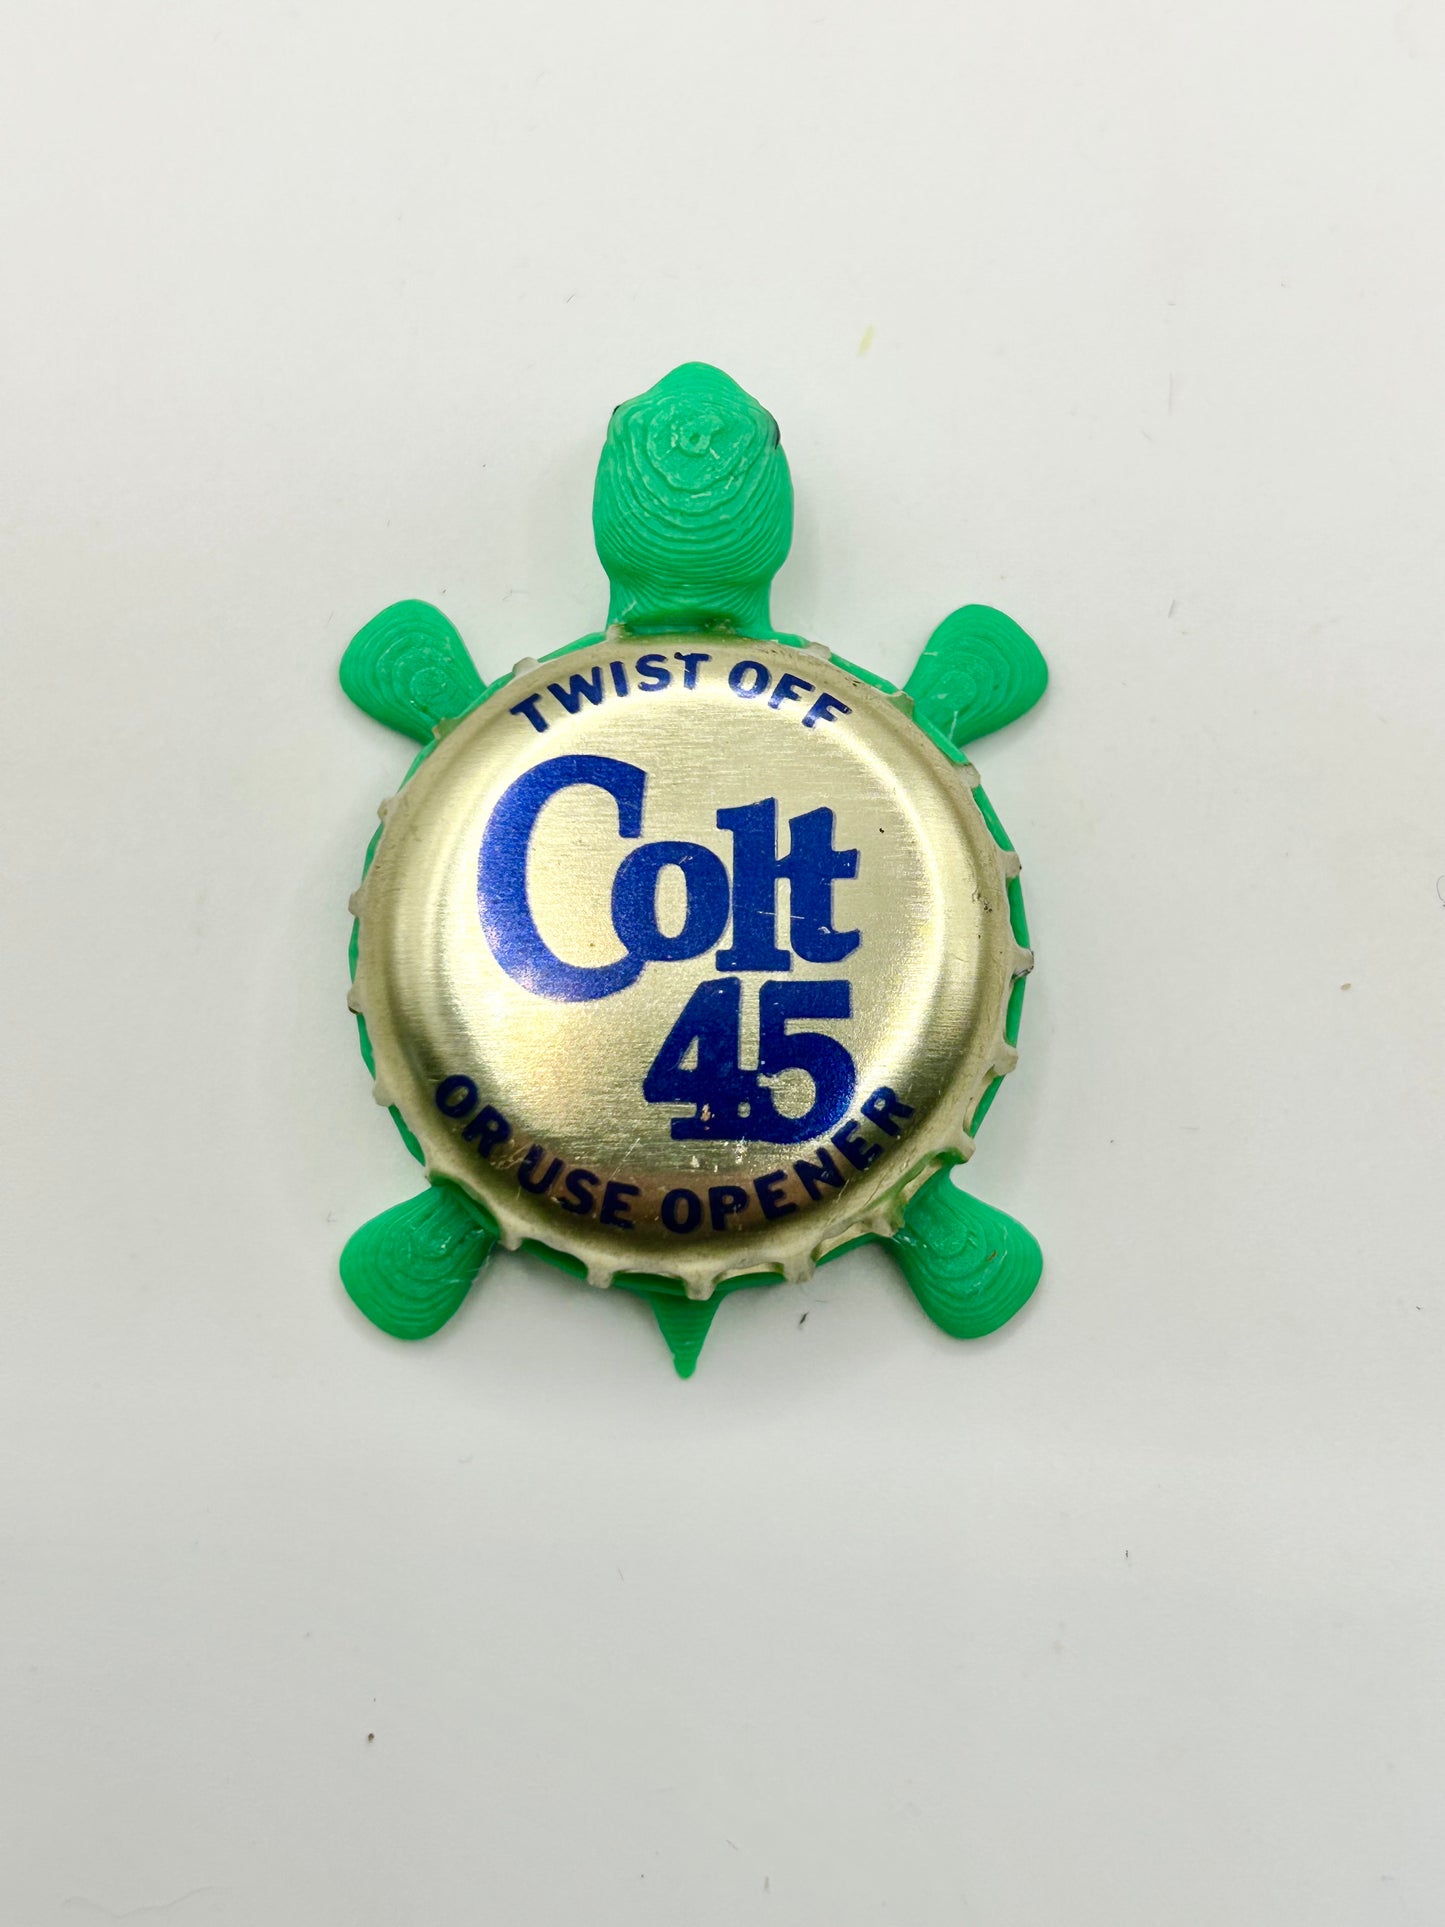 TWIST OFF
Colt
45
OR USE OPENER